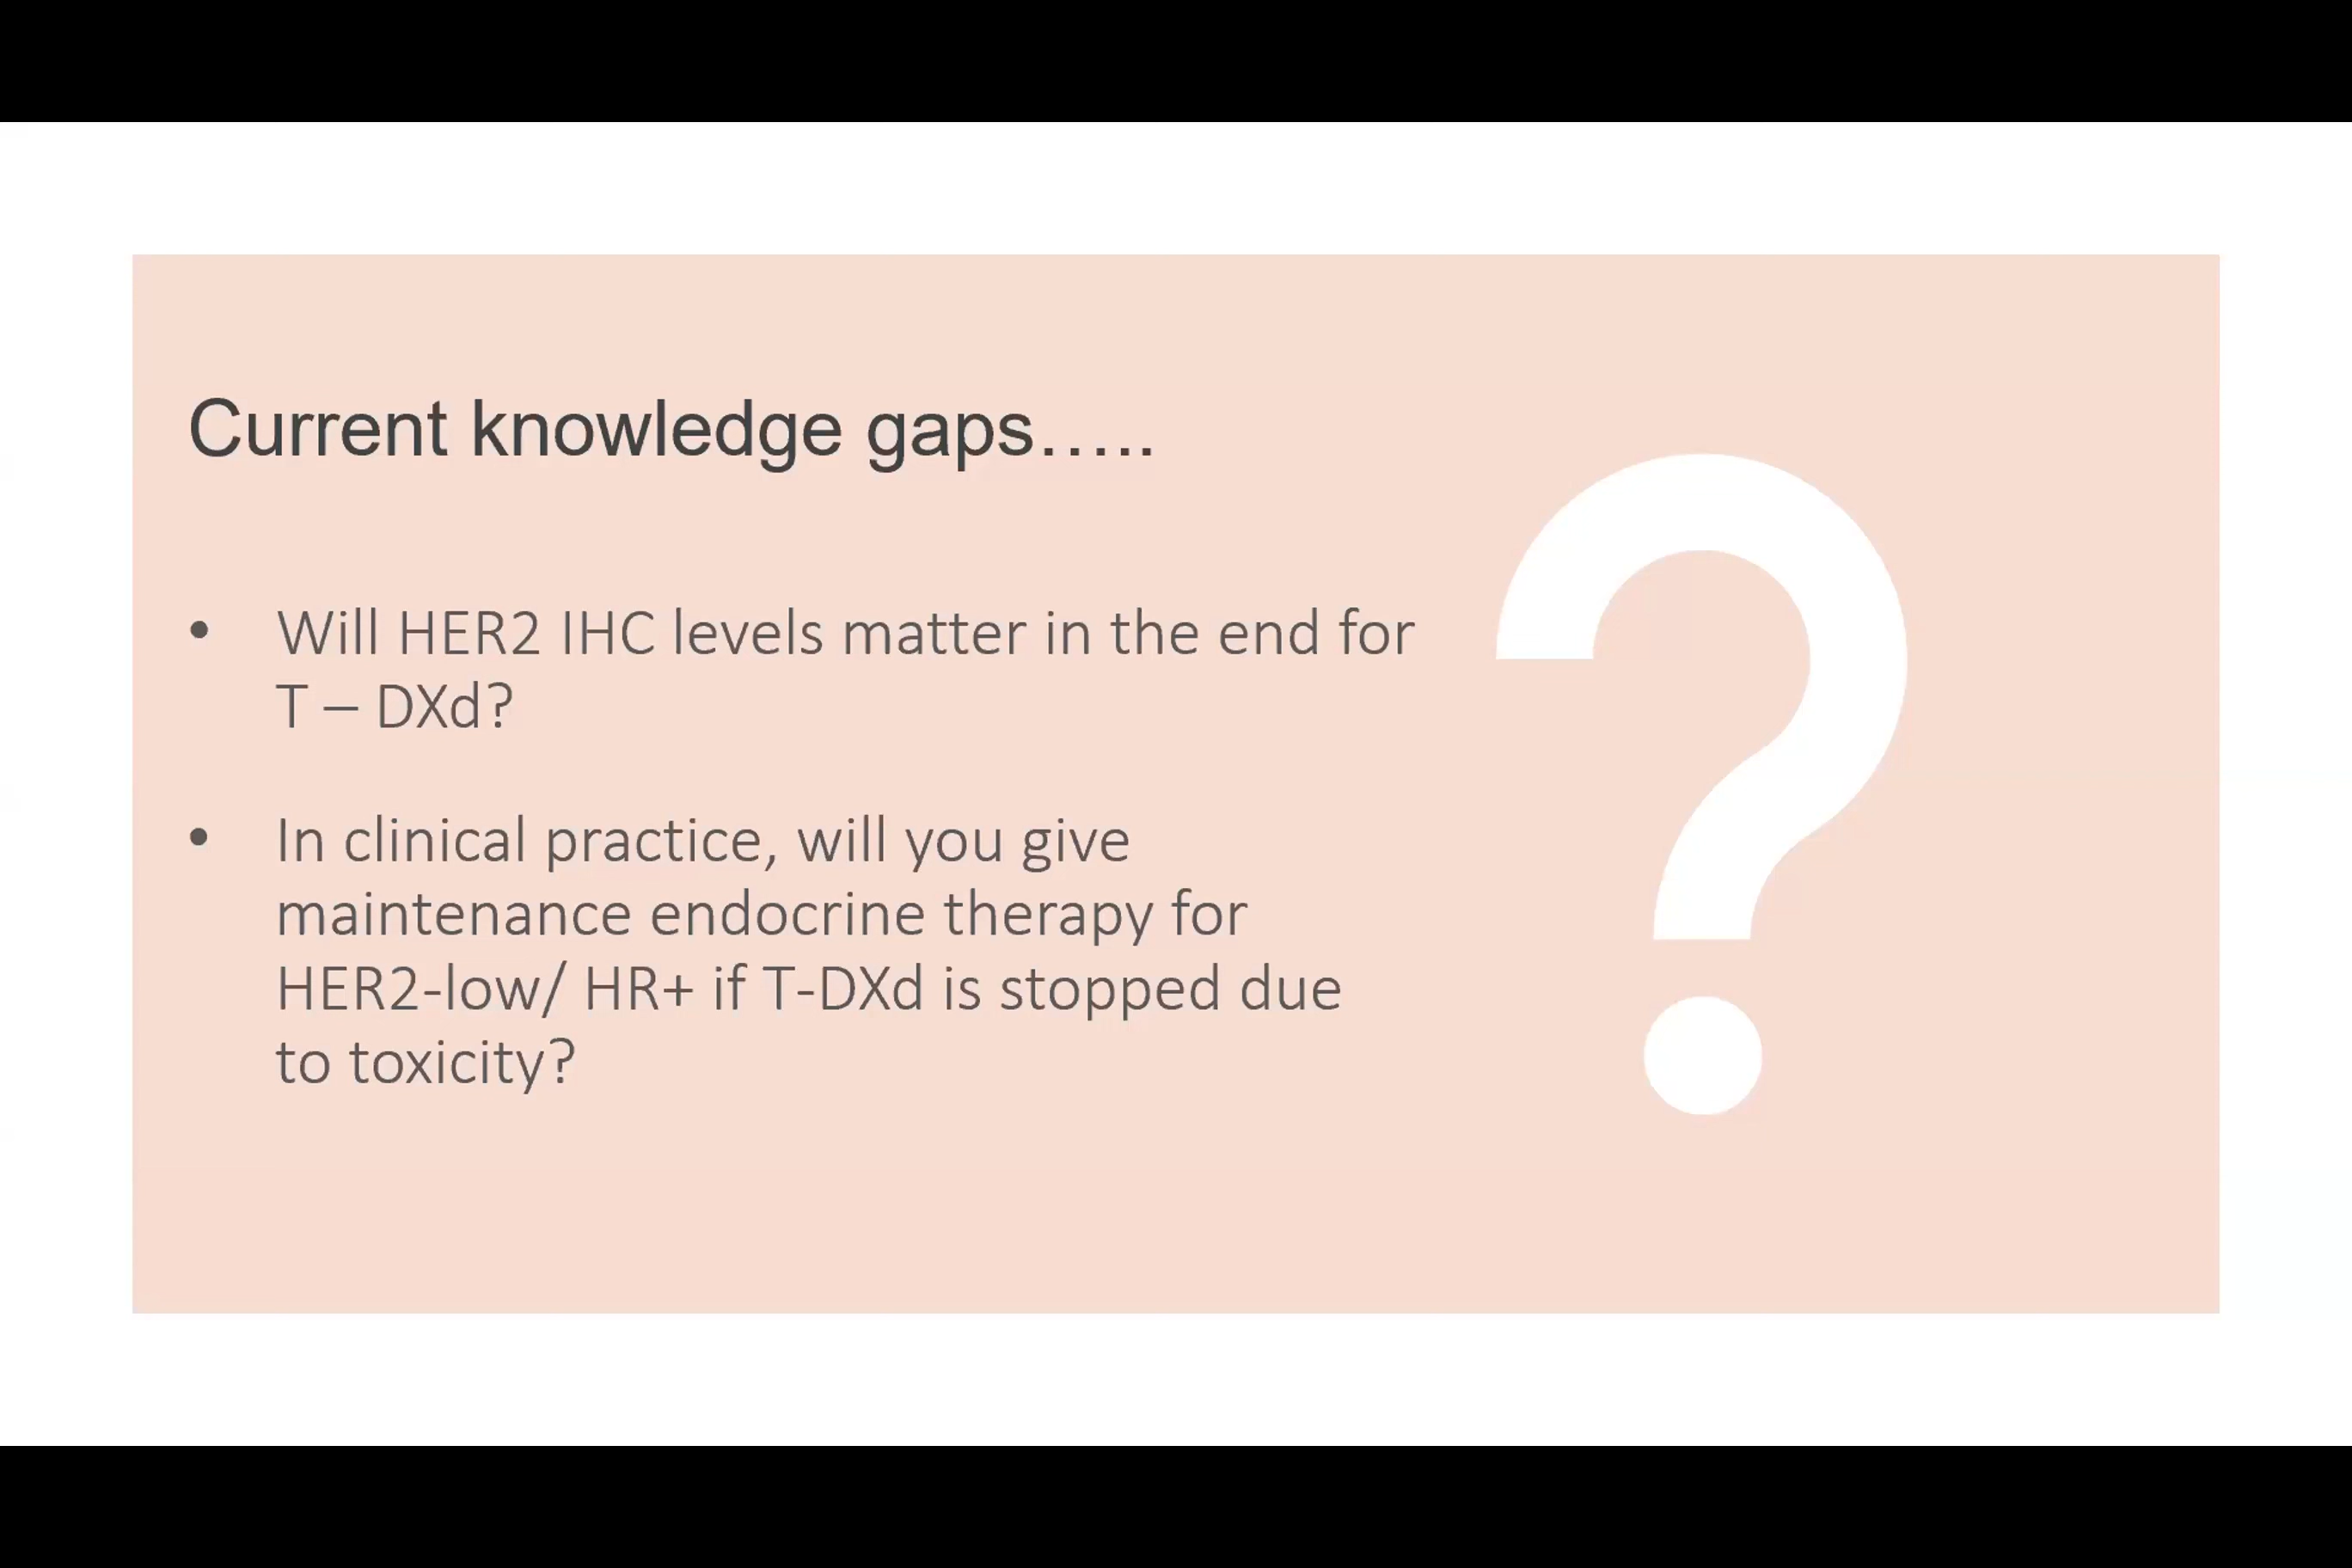 Current knowledge gaps.....
• Will HER2 IHC levels matter in the end for
T – DXd?
• In clinical practice, will you give
maintenance endocrine therapy for
HER2-low/ HR+ if T-DXd is stopped due
to toxicity?
?